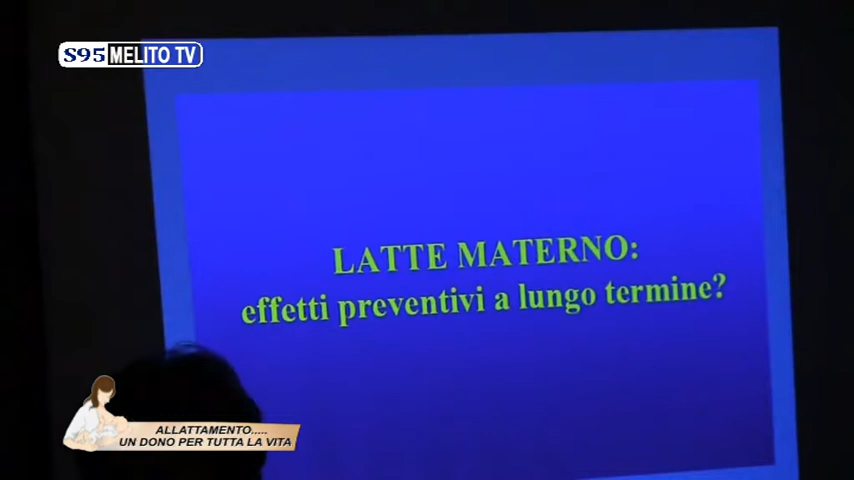 S95 MELITO TV
LATTE MATERNO:
effetti preventivi a lungo termine?
ALLATTAMENTO.....
UN DONO PER TUTTA LA VITA